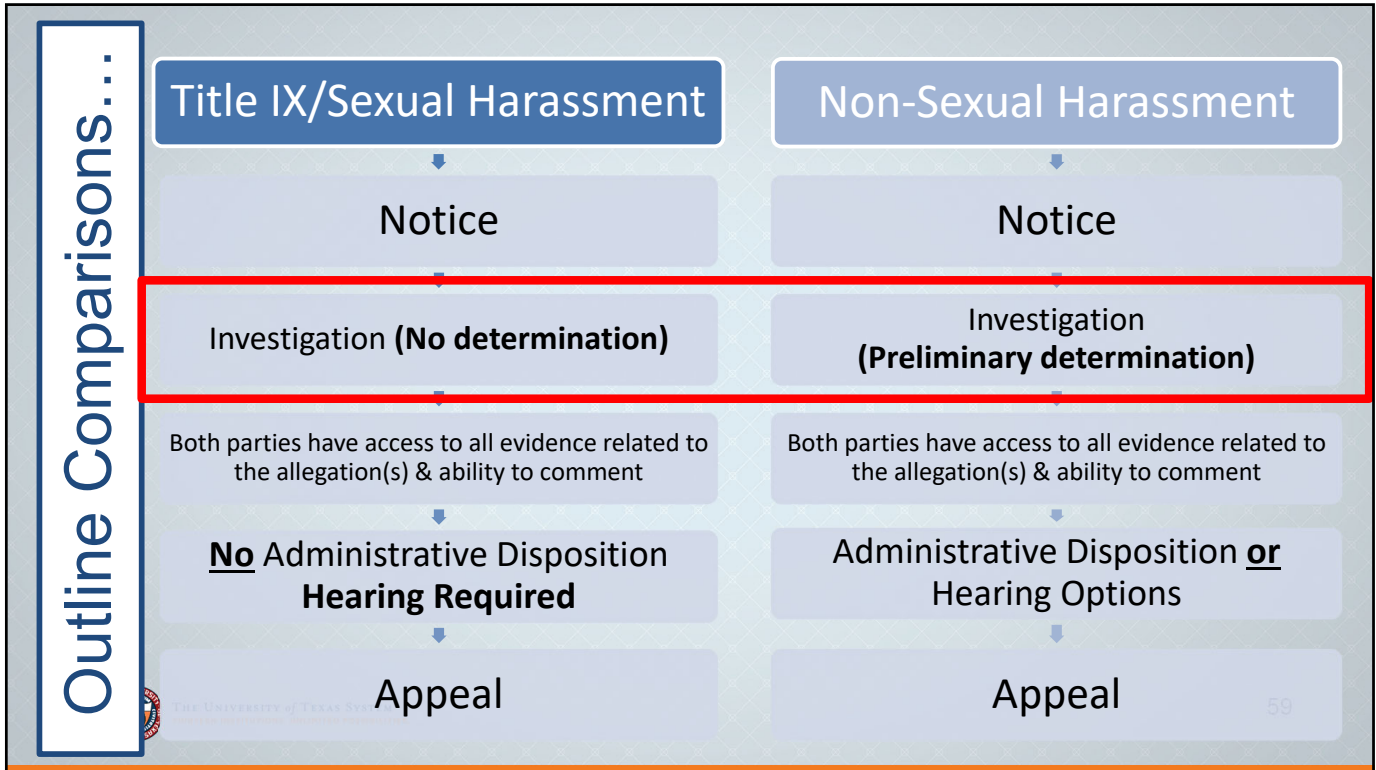 Outline Comparisons...
Title IX/Sexual Harassment
Notice
Investigation (No determination)
Both parties have access to all evidence related to
the allegation(s) & ability to comment
No Administrative Disposition
Hearing Required
Appeal
Non-Sexual Harassment
Notice
Investigation
(Preliminary determination)
Both parties have access to all evidence related to
the allegation(s) & ability to comment
Administrative Disposition or
Hearing Options
Appeal
THE UNIVERSITY of TEXAS
59